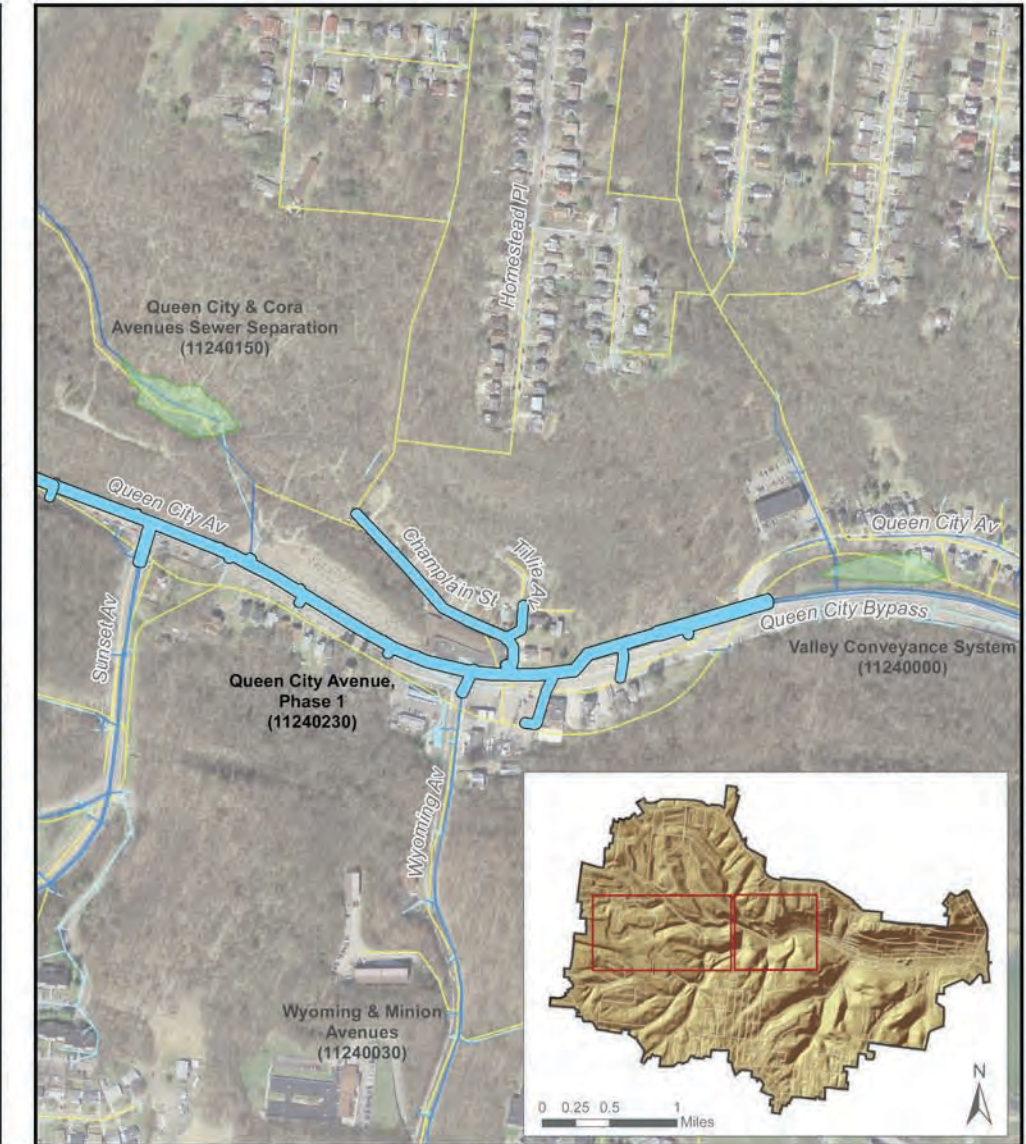 Homestead Pl
Queen City & Cora
Avenues Sewer Separation
(11240150)
Queen City Av
Champlain St
Tillie Av
Queen City Av
Queen City Bypass
Sunset Av
Valley Conveyance System
(11240000)
Queen City Avenue,
Phase 1
(11240230)
Wyoming Av
Wyoming & Minion
Avenues
(11240030)
N
0 0.25 0.5 1
Miles